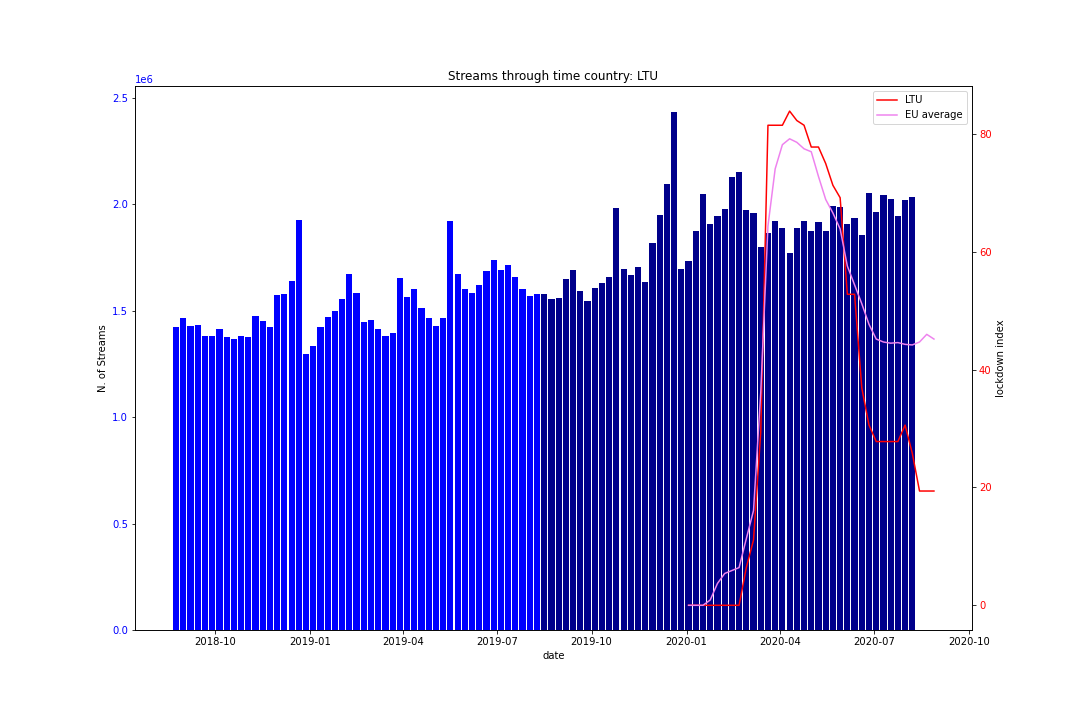 Streams through time country: LTU
1e6
2.5
2.0
1.5
1.0
0.5
0.0
N. of Streams
LTU
EU average
80
60
40
20
0
lockdown index
2018-10 2019-01 2019-04 2019-07 2019-10 2020-01 2020-04 2020-07 2020-10
date